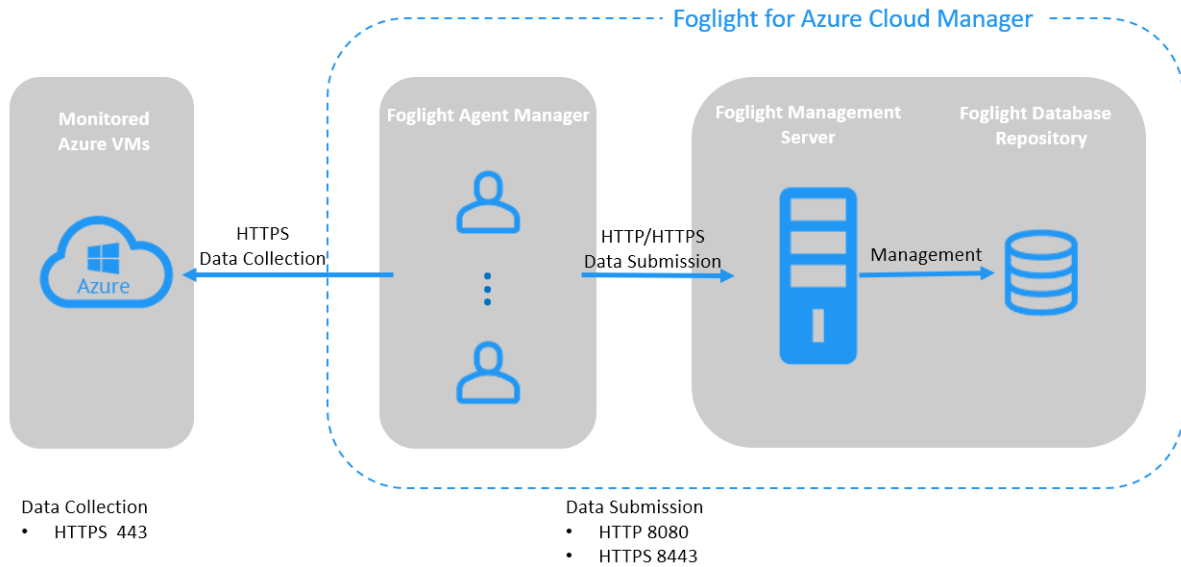 Foglight for Azure Cloud Manager
Monitored
Azure VMs
Foglight Agent Manager
Foglight Management
Server
Foglight Database
Repository
HTTPS
Data Collection
Azure
HTTP/HTTPS
Data Submission
Management
Data Collection
• HTTPS 443
Data Submission
• HTTP 8080
• HTTPS 8443